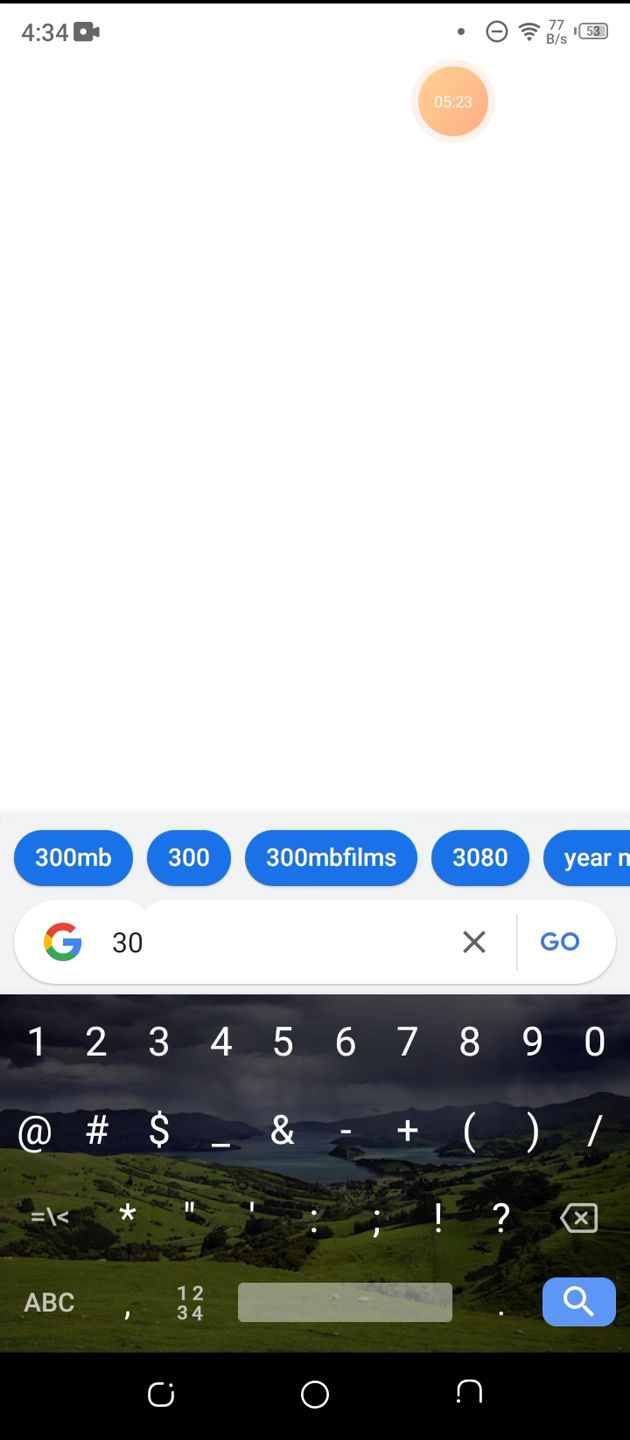 4:34 77 B/s 53
05:23
300mb 300 300mbfilms 3080 year
30 GO
1 2 3 4 5 6 7 8 9 0
@ # $ _ & - + ( ) /
=\< * " ' : ; ! ?
ABC , 12 34 .